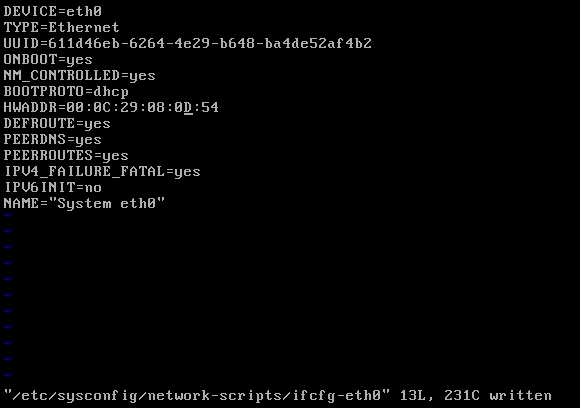 DEVICE=eth0
TYPE=Ethernet
UUID=611d46eb-6264-4e29-b648-ba4de52af4b2
ONBOOT=yes
NM_CONTROLLED=yes
BOOTPROTO=dhcp
HWADDR=00:0C:29:08:0D:54
DEFROUTE=yes
PEERDNS=yes
PEERROUTES=yes
IPV4_FAILURE_FATAL=yes
IPV6INIT=no
NAME="System eth0"
~
~
~
~
~
~
~
~
~
~
~
"/etc/sysconfig/network-scripts/ifcfg-eth0" 13L, 231C written